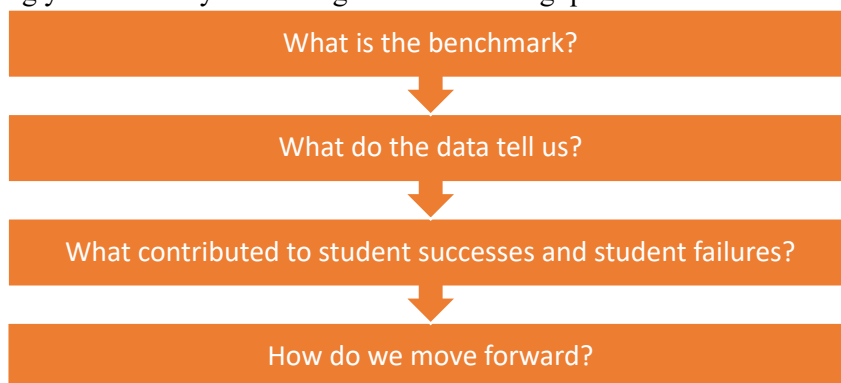 What is the benchmark?
What do the data tell us?
What contributed to student successes and student failures?
How do we move forward?